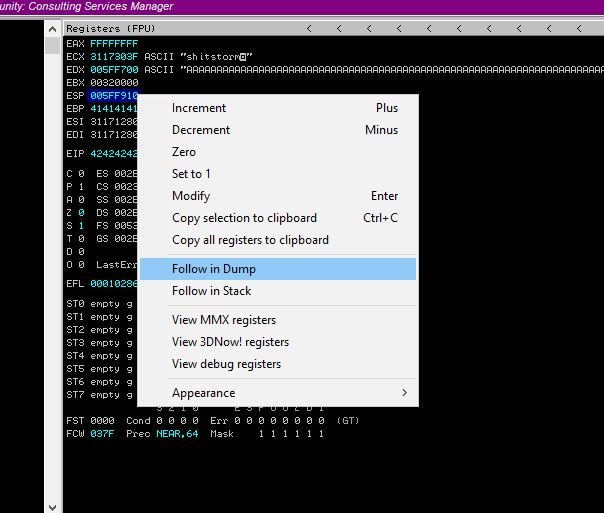 unity: Consulting Services Manager
Registers (FPU) < < < < < < < <
EAX FFFFFFFF
ECX 3117303F ASCII "shitstorm"
EDX 005FF700 ASCII "AAAAAAAAAAAAAAAAAAAAAAAAAAAAAAAAAAAAAAAAAAAAAAAAAAAAAAAAAAAAAAAAAAAA
EBX 00320000
ESP 005FF910
EBP 41414141
ESI 31171280
EDI 31171280
EIP 42424242
C 0 ES 002B
P 1 CS 0023
A 0 SS 002B
Z 0 DS 002B
S 1 FS 0053
T 0 GS 002B
D 0
O 0 LastErr
EFL 00010286
ST0 empty g
ST1 empty g
ST2 empty g
ST3 empty g
ST4 empty g
ST5 empty g
ST6 empty g
ST7 empty g
3 2 1 0 E S P U O Z D I
FST 0000 Cond 0 0 0 0 Err 0 0 0 0 0 0 0 0 (GT)
FCW 037F Prec NEAR,64 Mask 1 1 1 1 1 1
Increment Plus
Decrement Minus
Zero
Set to 1
Modify Enter
Copy selection to clipboard Ctrl+C
Copy all registers to clipboard
Follow in Dump
Follow in Stack
View MMX registers
View 3DNow! registers
View debug registers
Appearance >